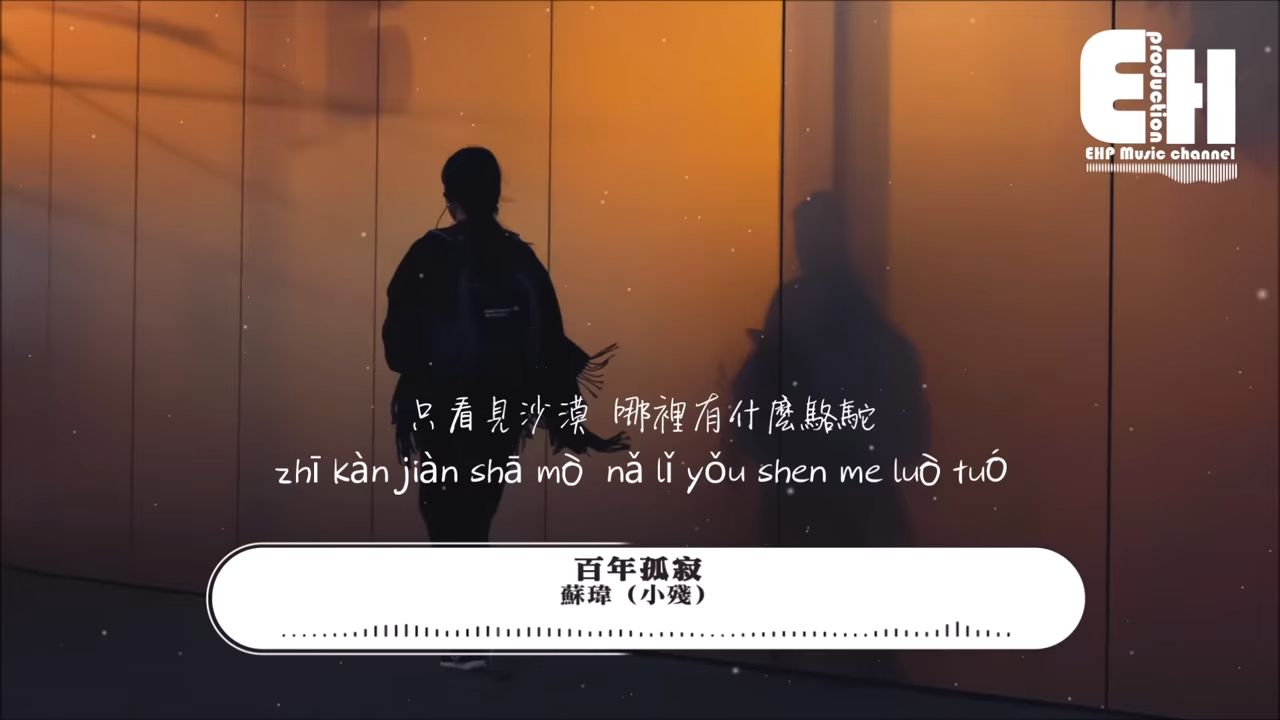 EH
production
EHP Music channel
只看見沙漠 哪裡有什麼駱駝
zhī kàn jiàn shā mò nǎ lǐ yǒu shen me luò tuó
百年孤寂
蘇瑋（小殘）